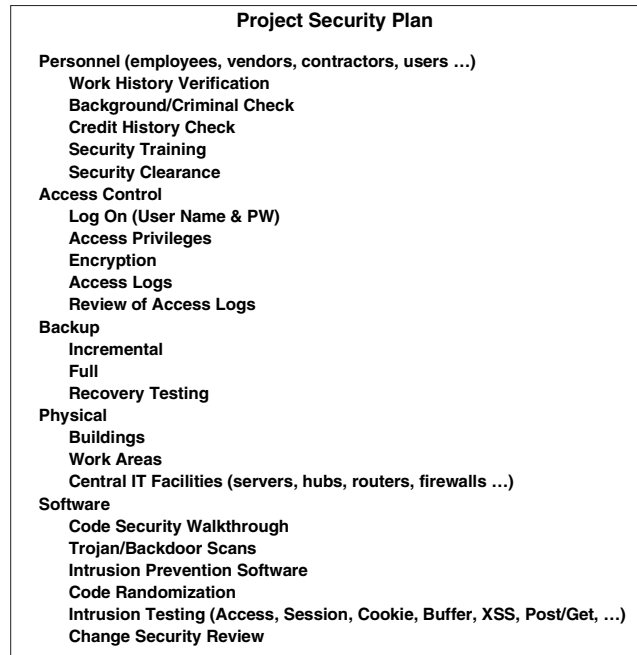 Project Security Plan
Personnel (employees, vendors, contractors, users …)
Work History Verification
Background/Criminal Check
Credit History Check
Security Training
Security Clearance
Access Control
Log On (User Name & PW)
Access Privileges
Encryption
Access Logs
Review of Access Logs
Backup
Incremental
Full
Recovery Testing
Physical
Buildings
Work Areas
Central IT Facilities (servers, hubs, routers, firewalls …)
Software
Code Security Walkthrough
Trojan/Backdoor Scans
Intrusion Prevention Software
Code Randomization
Intrusion Testing (Access, Session, Cookie, Buffer, XSS, Post/Get, …)
Change Security Review